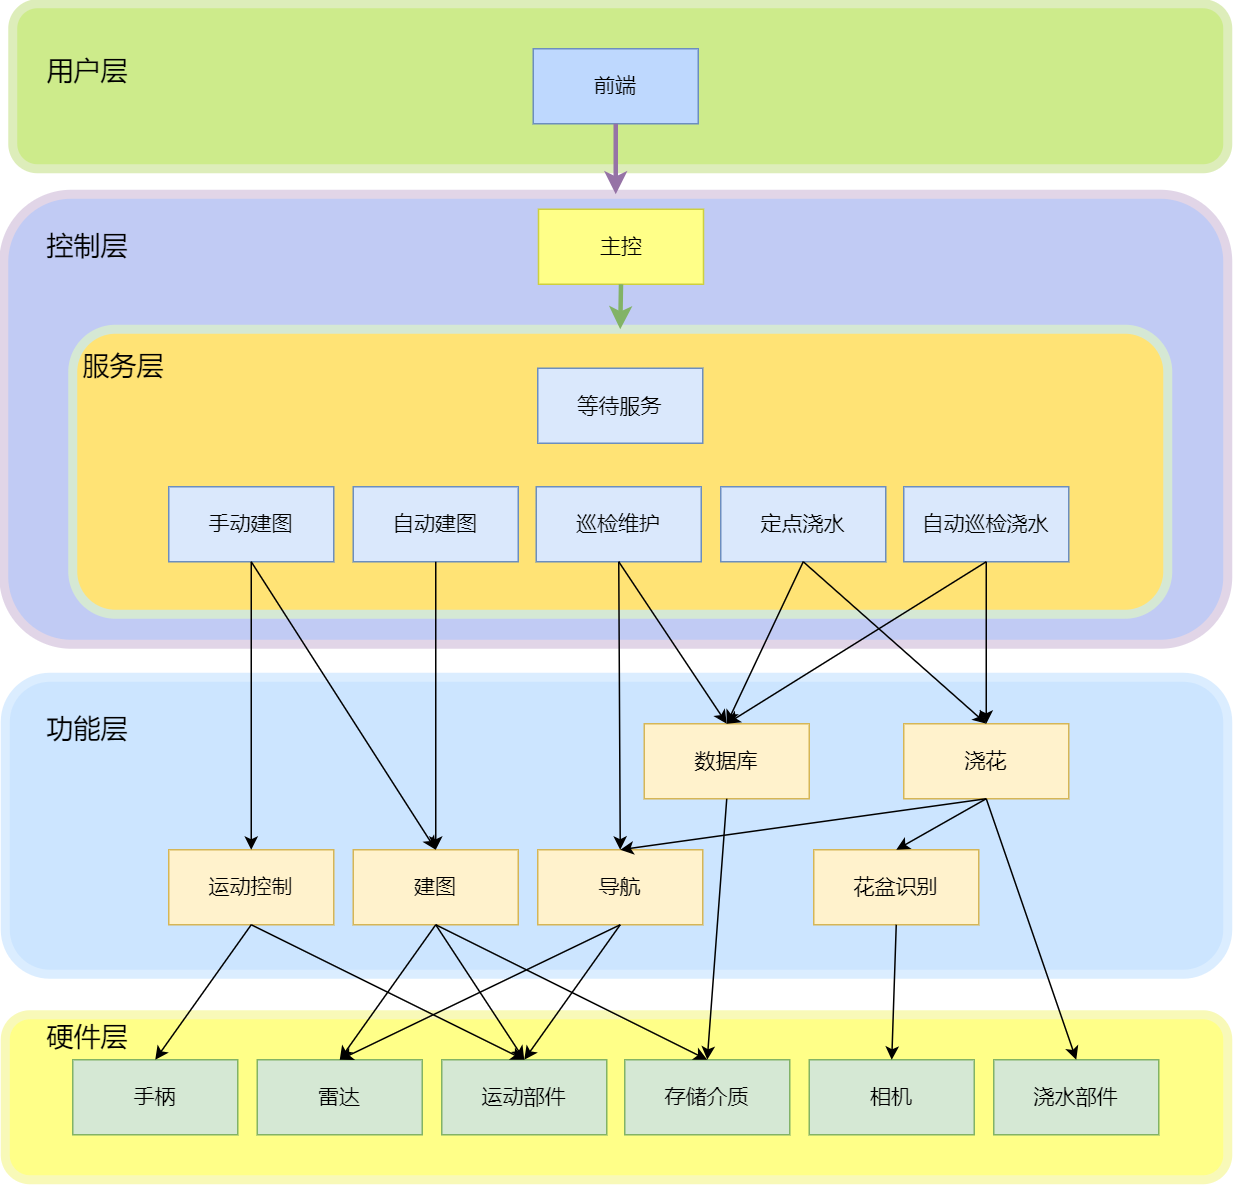 用户层
前端
控制层
主控
服务层
等待服务
手动建图
自动建图
巡检维护
定点浇水
自动巡检浇水
功能层
数据库
浇花
运动控制
建图
导航
花盆识别
硬件层
手柄
雷达
运动部件
存储介质
相机
浇水部件